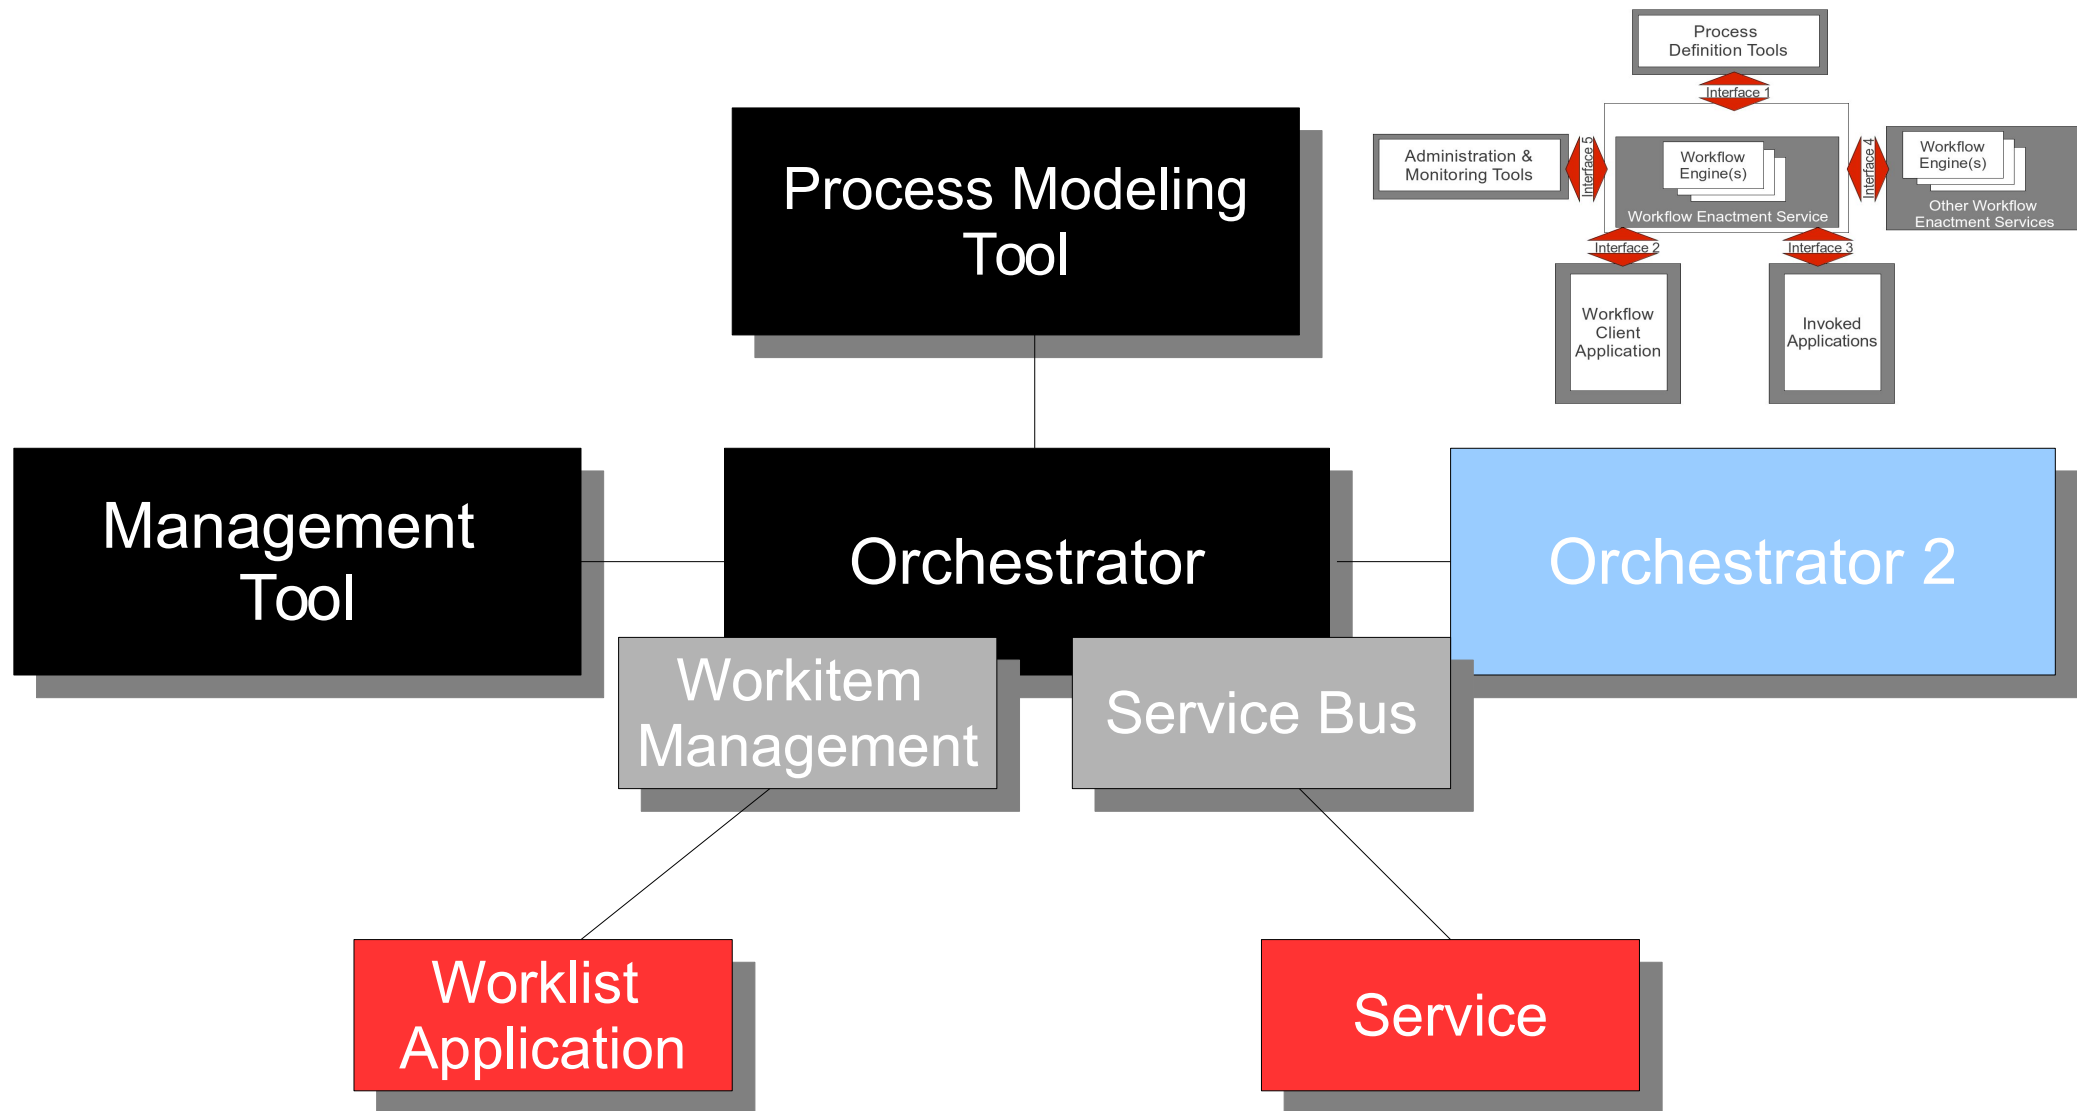 Process
Definition Tools
Interface 1
Administration &
Monitoring Tools
Interface 5
Workflow
Engine(s)
Workflow Enactment Service
Interface 4
Workflow
Engine(s)
Other Workflow
Enactment Services
Interface 2
Interface 3
Workflow
Client
Application
Invoked
Applications
Process Modeling
Tool
Management
Tool
Orchestrator
Orchestrator 2
Workitem
Management
Service Bus
Worklist
Application
Service